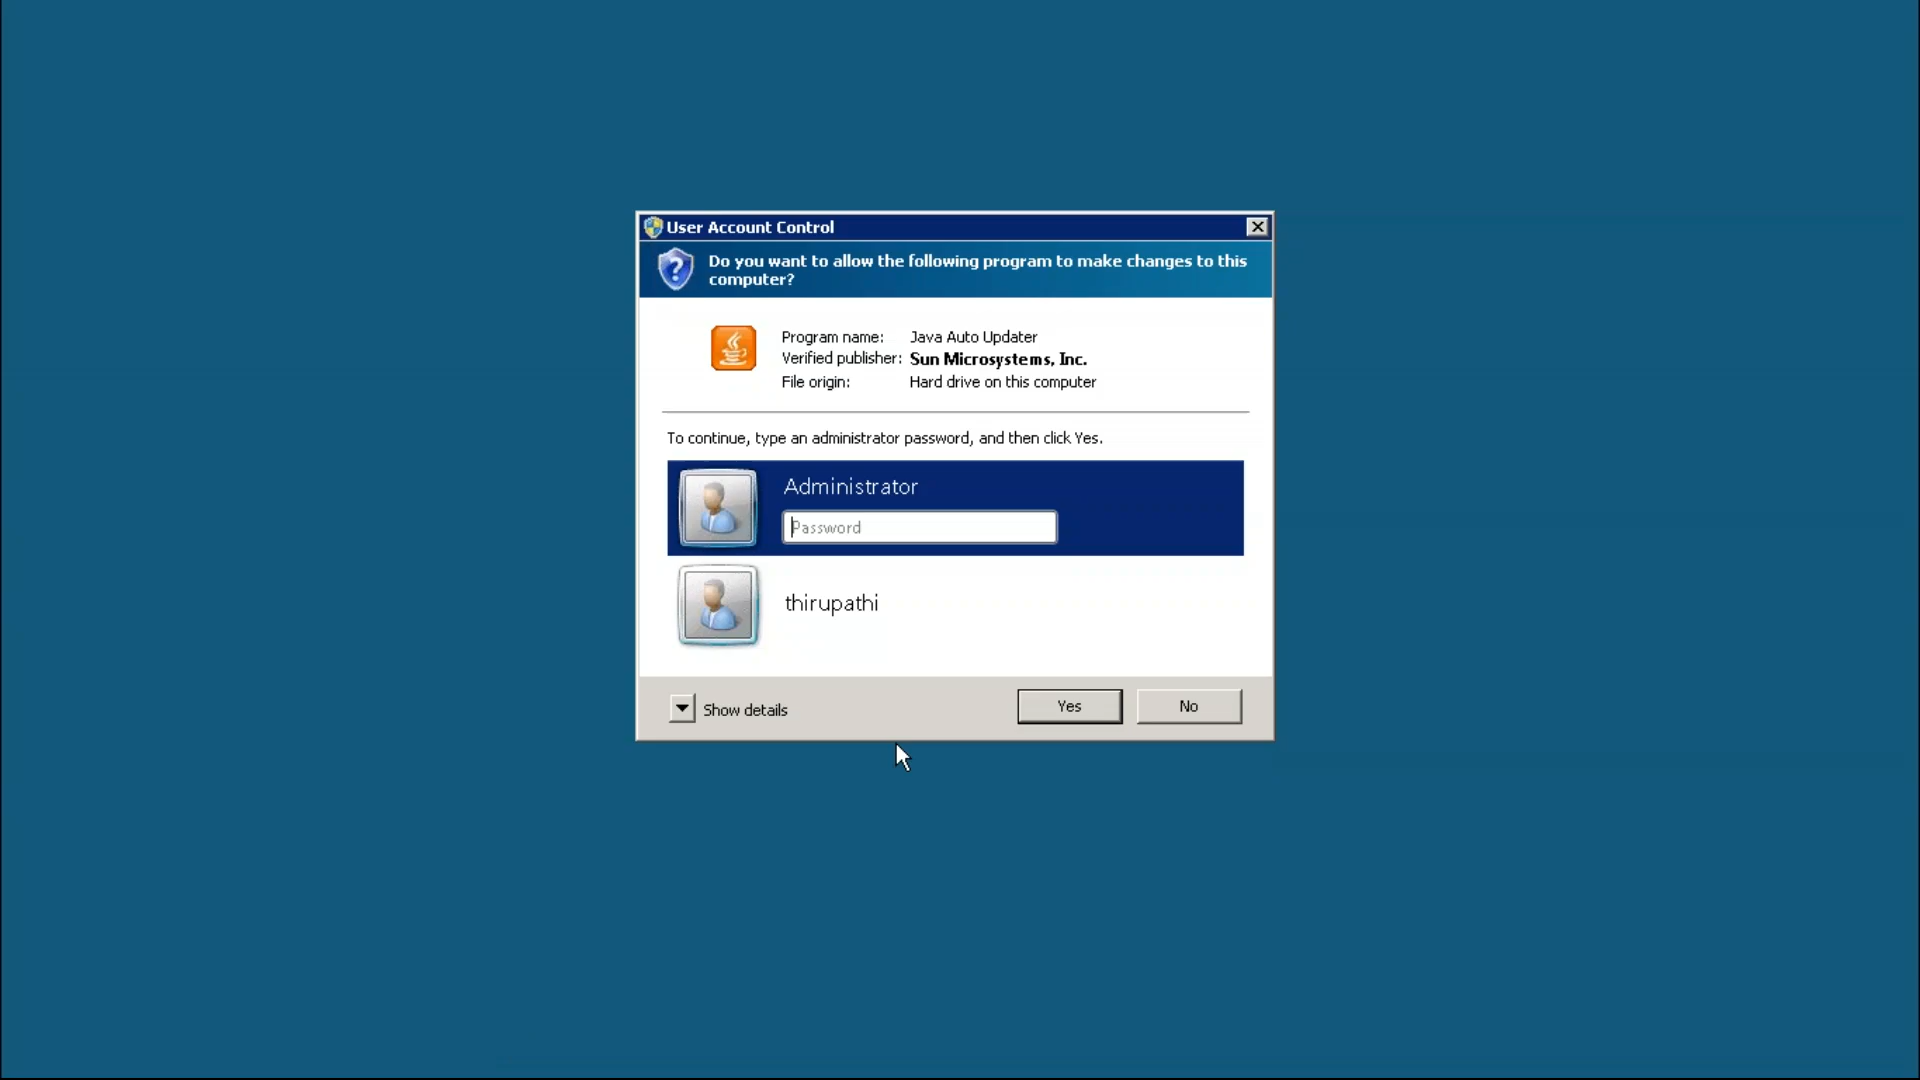 User Account Control
Do you want to allow the following program to make changes to this
computer?
Program name: Java Auto Updater
Verified publisher: Sun Microsystems, Inc.
File origin: Hard drive on this computer
To continue, type an administrator password, and then click Yes.
Administrator
Password
thirupathi
Show details Yes No